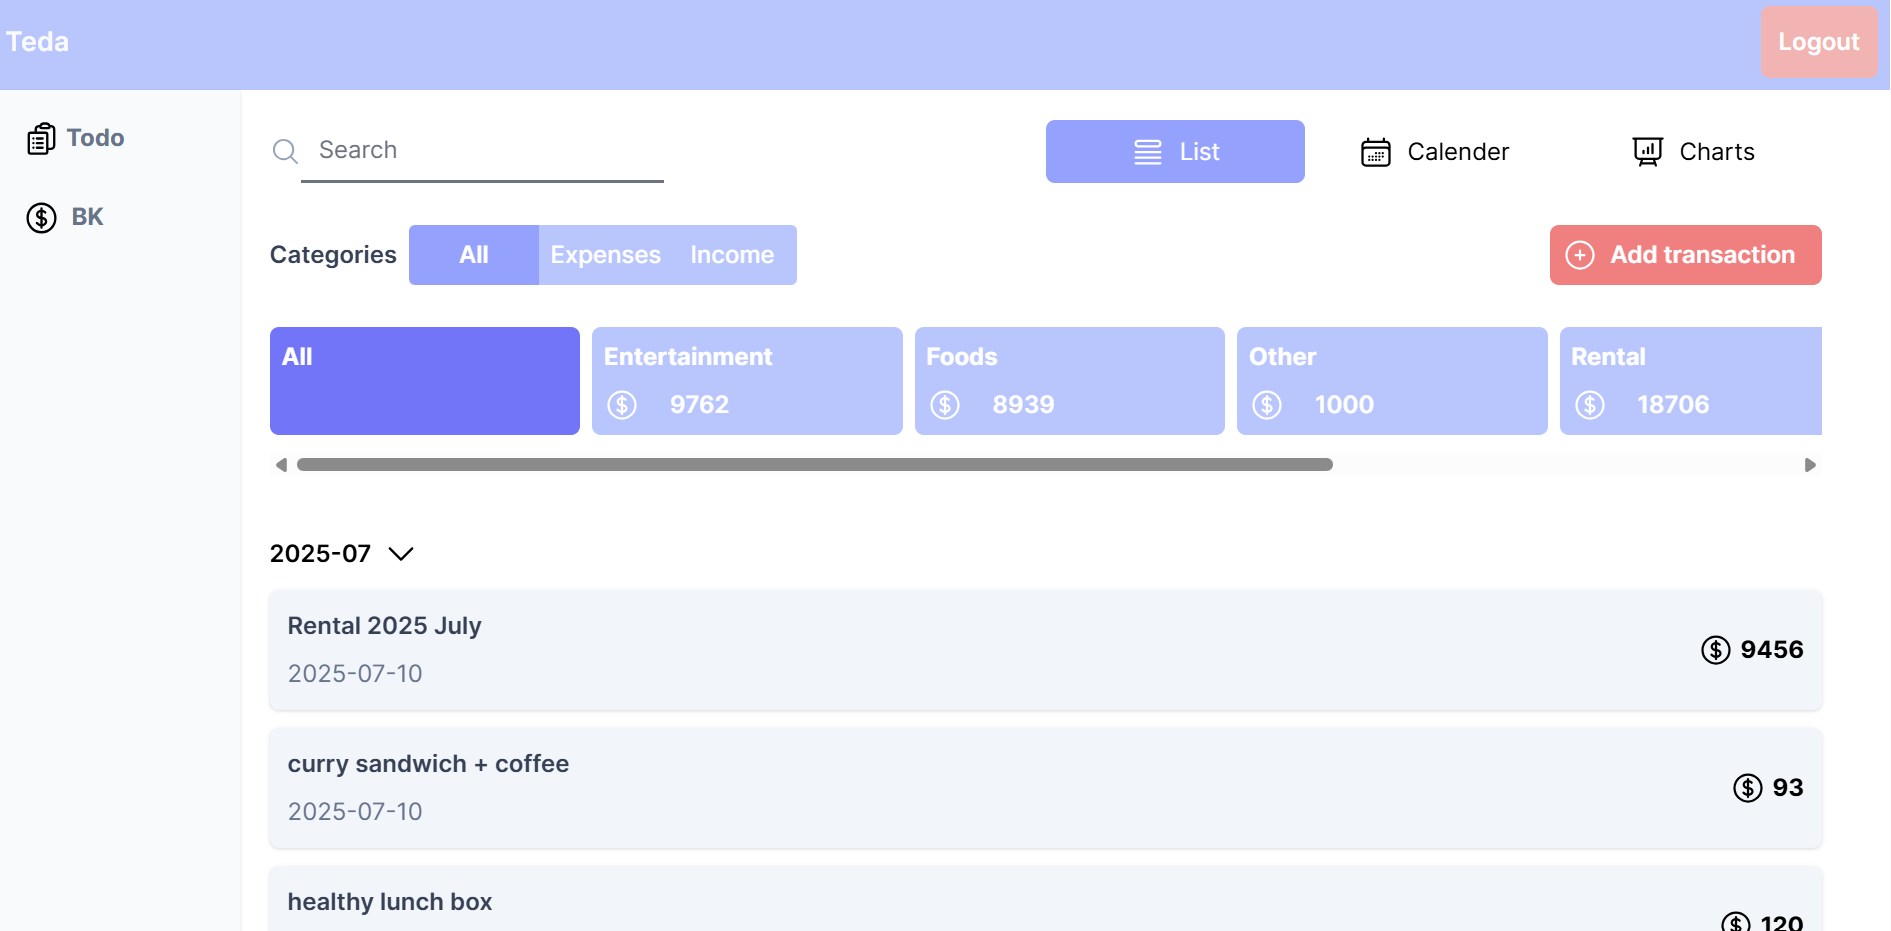 Teda
Logout
Todo
BK
Search
List
Calender
Charts
Categories
All
Expenses
Income
Add transaction
All
Entertainment
9762
Foods
8939
Other
1000
Rental
18706
2025-07
Rental 2025 July
2025-07-10
9456
curry sandwich + coffee
2025-07-10
93
healthy lunch box
120